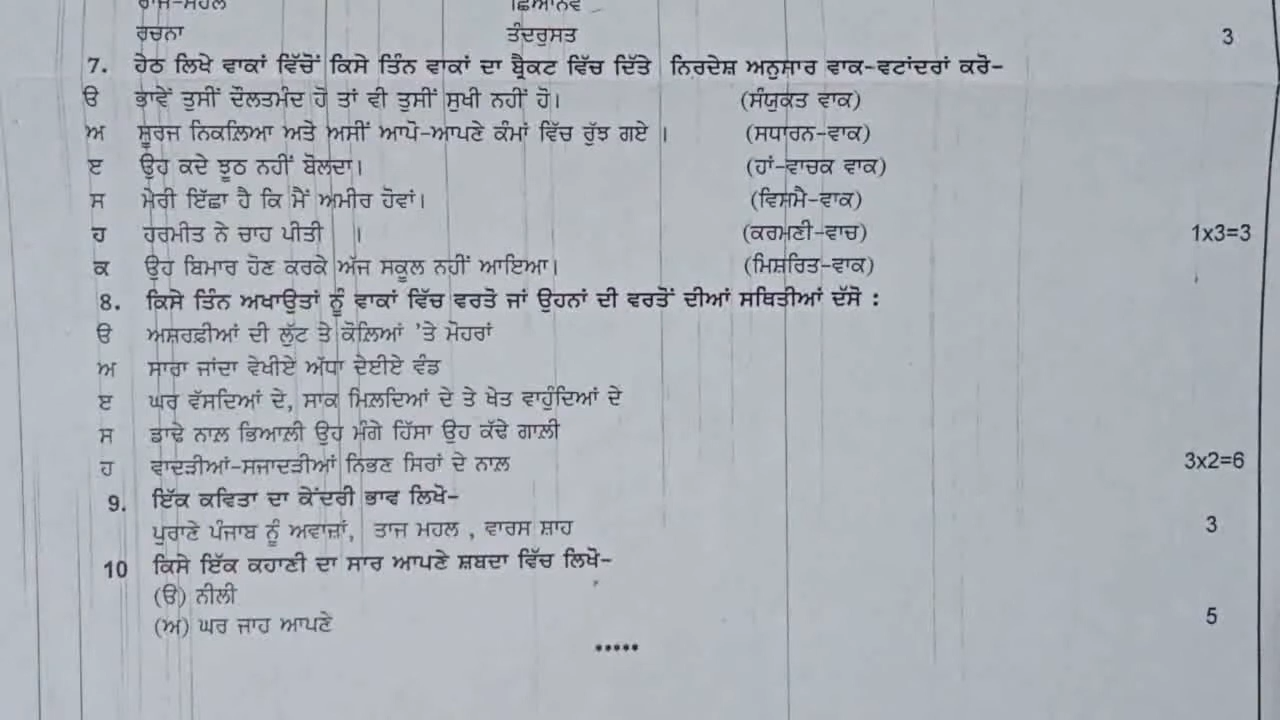 ਰਾਜ-ਮਹਲ ਛਿਆਨਵੇਂ
ਰਚਨਾ ਤੰਦਰੁਸਤ 3
7. ਹੇਠ ਲਿਖੇ ਵਾਕਾਂ ਵਿੱਚੋਂ ਕਿਸੇ ਤਿੰਨ ਵਾਕਾਂ ਦਾ ਬ੍ਰੈਕਟ ਵਿੱਚ ਦਿੱਤੇ ਨਿਰਦੇਸ਼ ਅਨੁਸਾਰ ਵਾਕ-ਵਟਾਂਦਰਾਂ ਕਰੋ-
ੳ ਭਾਵੇਂ ਤੁਸੀਂ ਦੌਲਤਮੰਦ ਹੋ ਤਾਂ ਵੀ ਤੁਸੀਂ ਸੁਖੀ ਨਹੀਂ ਹੋ। (ਸੰਯੁਕਤ ਵਾਕ)
ਅ ਸੂਰਜ ਨਿਕਲਿਆ ਅਤੇ ਅਸੀਂ ਆਪੋ-ਆਪਣੇ ਕੰਮਾਂ ਵਿੱਚ ਰੁੱਝ ਗਏ । (ਸਧਾਰਨ-ਵਾਕ)
ੲ ਉਹ ਕਦੇ ਝੂਠ ਨਹੀਂ ਬੋਲਦਾ। (ਹਾਂ-ਵਾਚਕ ਵਾਕ)
ਸ ਮੇਰੀ ਇੱਛਾ ਹੈ ਕਿ ਮੈਂ ਅਮੀਰ ਹੋਵਾਂ। (ਵਿਸਮੈ-ਵਾਕ)
ਹ ਹਰਮੀਤ ਨੇ ਚਾਹ ਪੀਤੀ । (ਕਰਮਣੀ-ਵਾਚ) 1x3=3
ਕ ਉਹ ਬਿਮਾਰ ਹੋਣ ਕਰਕੇ ਅੱਜ ਸਕੂਲ ਨਹੀਂ ਆਇਆ। (ਮਿਸ਼ਰਿਤ-ਵਾਕ)
8. ਕਿਸੇ ਤਿੰਨ ਅਖਾਉਤਾਂ ਨੂੰ ਵਾਕਾਂ ਵਿੱਚ ਵਰਤੋ ਜਾਂ ਉਹਨਾਂ ਦੀ ਵਰਤੋਂ ਦੀਆਂ ਸਥਿਤੀਆਂ ਦੱਸੋ :
ੳ ਅਸ਼ਰਫ਼ੀਆਂ ਦੀ ਲੁੱਟ ਤੇ ਕੋਲਿਆਂ 'ਤੇ ਮੋਹਰਾਂ
ਅ ਸਾਰਾ ਜਾਂਦਾ ਵੇਖੀਏ ਅੱਧਾ ਦੇਈਏ ਵੰਡ
ੲ ਘਰ ਵੱਸਦਿਆਂ ਦੇ, ਸਾਕ ਮਿਲਦਿਆਂ ਦੇ ਤੇ ਖੇਤ ਵਾਹੁੰਦਿਆਂ ਦੇ
ਸ ਡਾਢੇ ਨਾਲ ਭਿਆਲੀ ਉਹ ਮੰਗੇ ਹਿੱਸਾ ਉਹ ਕੱਢੇ ਗਾਲੀ
ਹ ਵਾਦੜੀਆਂ-ਸਜਾਦੜੀਆਂ ਨਿਭਣ ਸਿਰਾਂ ਦੇ ਨਾਲ 3x2=6
9. ਇੱਕ ਕਵਿਤਾ ਦਾ ਕੇਂਦਰੀ ਭਾਵ ਲਿਖੋ-
ਪੁਰਾਣੇ ਪੰਜਾਬ ਨੂੰ ਅਵਾਜ਼ਾਂ, ਤਾਜ ਮਹਲ , ਵਾਰਸ ਸ਼ਾਹ 3
10 ਕਿਸੇ ਇੱਕ ਕਹਾਣੀ ਦਾ ਸਾਰ ਆਪਣੇ ਸ਼ਬਦਾ ਵਿੱਚ ਲਿਖੋ-
(ੳ) ਨੀਲੀ
(ਅ) ਘਰ ਜਾਹ ਆਪਣੇ 5
*****